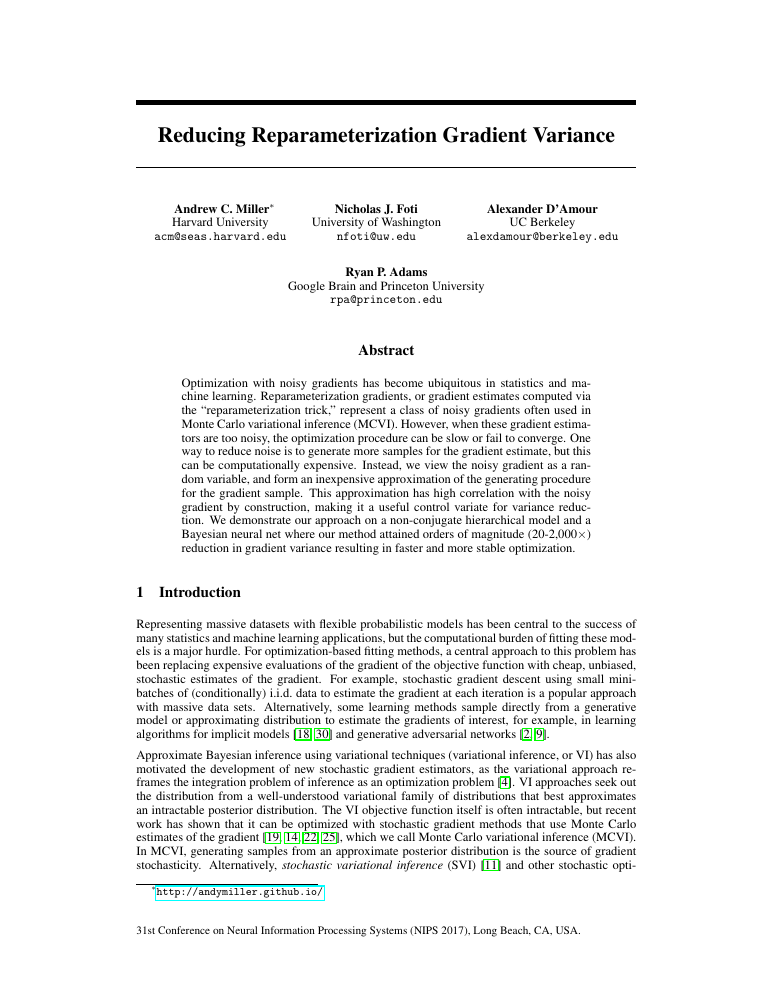 Reducing Reparameterization Gradient Variance
Andrew C. Miller*
Harvard University
acm@seas.harvard.edu
Nicholas J. Foti
University of Washington
nfoti@uw.edu
Alexander D'Amour
UC Berkeley
alexdamour@berkeley.edu
Ryan P. Adams
Google Brain and Princeton University
rpa@princeton.edu
Abstract
Optimization with noisy gradients has become ubiquitous in statistics and ma-
chine learning. Reparameterization gradients, or gradient estimates computed via
the “reparameterization trick,” represent a class of noisy gradients often used in
Monte Carlo variational inference (MCVI). However, when these gradient estima-
tors are too noisy, the optimization procedure can be slow or fail to converge. One
way to reduce noise is to generate more samples for the gradient estimate, but this
can be computationally expensive. Instead, we view the noisy gradient as a ran-
dom variable, and form an inexpensive approximation of the generating procedure
for the gradient sample. This approximation has high correlation with the noisy
gradient by construction, making it a useful control variate for variance reduc-
tion. We demonstrate our approach on a non-conjugate hierarchical model and a
Bayesian neural net where our method attained orders of magnitude (20-2,000×)
reduction in gradient variance resulting in faster and more stable optimization.
1 Introduction
Representing massive datasets with flexible probabilistic models has been central to the success of
many statistics and machine learning applications, but the computational burden of fitting these mod-
els is a major hurdle. For optimization-based fitting methods, a central approach to this problem has
been replacing expensive evaluations of the gradient of the objective function with cheap, unbiased,
stochastic estimates of the gradient. For example, stochastic gradient descent using small mini-
batches of (conditionally) i.i.d. data to estimate the gradient at each iteration is a popular approach
with massive data sets. Alternatively, some learning methods sample directly from a generative
model or approximating distribution to estimate the gradients of interest, for example, in learning
algorithms for implicit models [18, 30] and generative adversarial networks [2, 9].
Approximate Bayesian inference using variational techniques (variational inference, or VI) has also
motivated the development of new stochastic gradient estimators, as the variational approach re-
frames the integration problem of inference as an optimization problem [4]. VI approaches seek out
the distribution from a well-understood variational family of distributions that best approximates
an intractable posterior distribution. The VI objective function itself is often intractable, but recent
work has shown that it can be optimized with stochastic gradient methods that use Monte Carlo
estimates of the gradient [19, 14, 22, 25], which we call Monte Carlo variational inference (MCVI).
In MCVI, generating samples from an approximate posterior distribution is the source of gradient
stochasticity. Alternatively, stochastic variational inference (SVI) [11] and other stochastic opti-
*http://andymiller.github.io/
31st Conference on Neural Information Processing Systems (NIPS 2017), Long Beach, CA, USA.